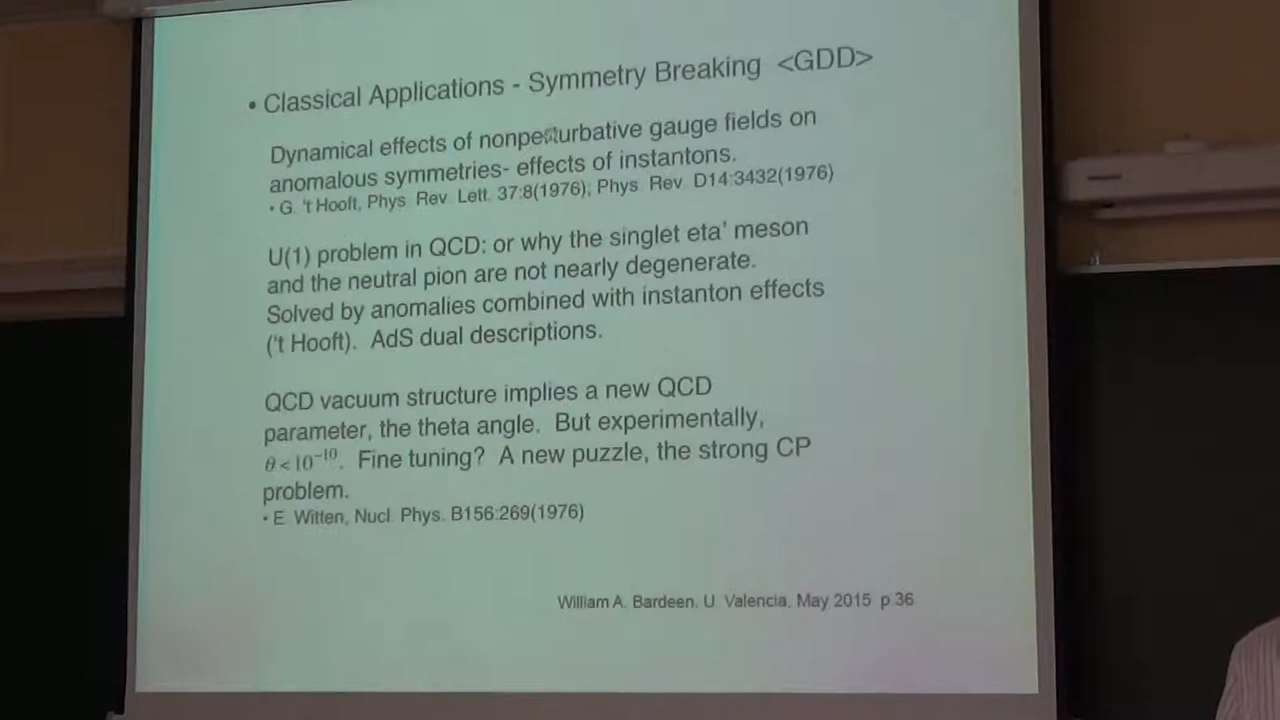 • Classical Applications - Symmetry Breaking <GDD>
Dynamical effects of nonperturbative gauge fields on
anomalous symmetries- effects of instantons.
• G. 't Hooft, Phys. Rev. Lett. 37:8(1976); Phys. Rev. D14:3432(1976)
U(1) problem in QCD: or why the singlet eta' meson
and the neutral pion are not nearly degenerate.
Solved by anomalies combined with instanton effects
('t Hooft). AdS dual descriptions.
QCD vacuum structure implies a new QCD
parameter, the theta angle. But experimentally,
θ < 10⁻¹⁰. Fine tuning? A new puzzle, the strong CP
problem.
• E. Witten, Nucl. Phys. B156:269(1976)
William A. Bardeen, U. Valencia, May 2015 p 36